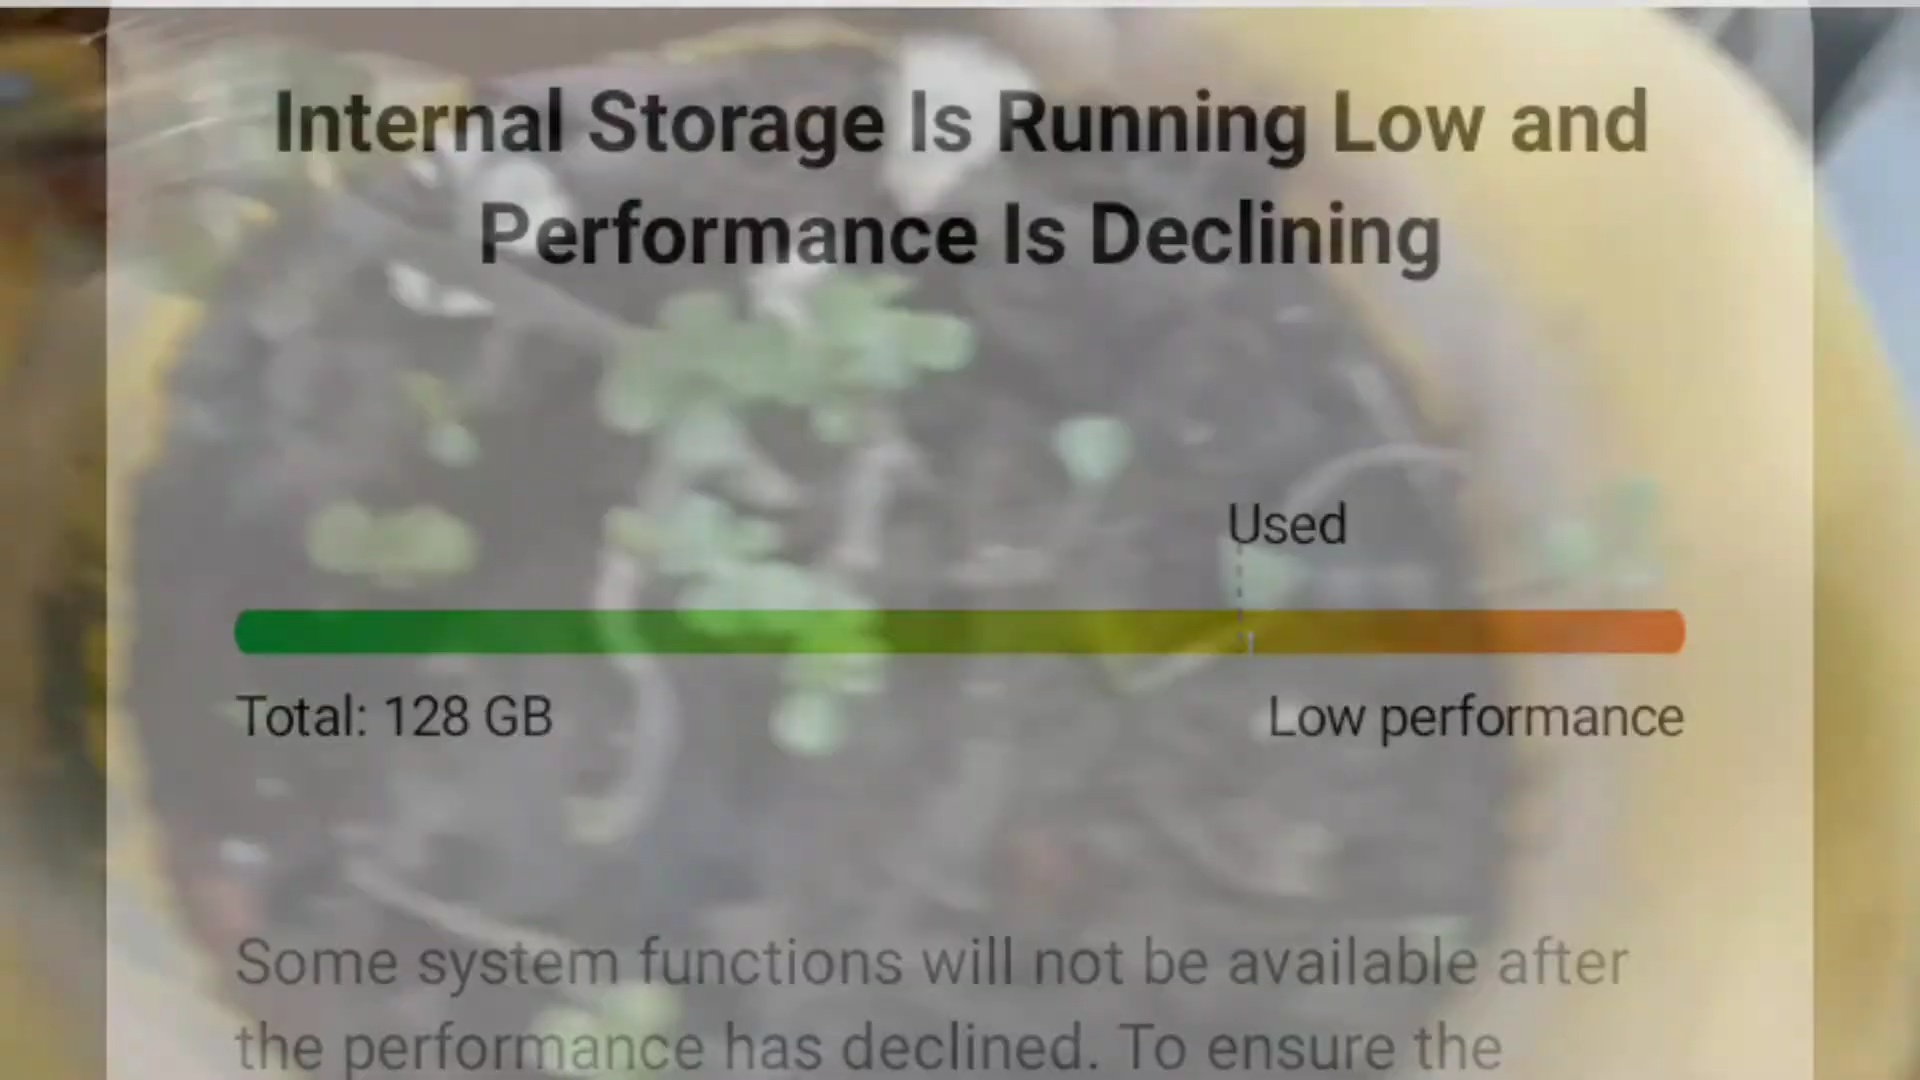 Internal Storage Is Running Low and
Performance Is Declining
Used
Total: 128 GB
Low performance
Some system functions will not be available after
the performance has declined. To ensure the